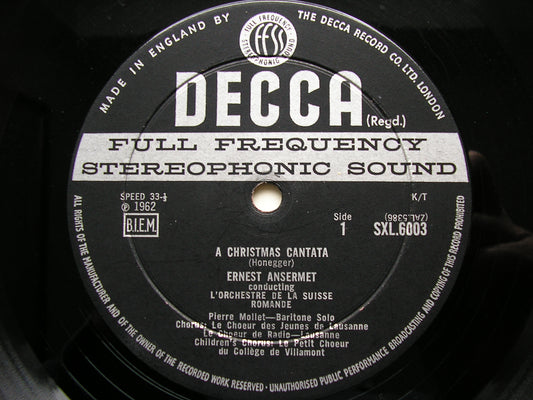 MADE IN ENGLAND BY
THE DECCA RECORD CO. LTD. LONDON
FULL FREQUENCY
ffss
STEREOPHONIC SOUND
DECCA (Regd.)
FULL FREQUENCY
STEREOPHONIC SOUND
SPEED 33⅓
K/T
Ⓟ 1962
B.I.E.M.
Side
1
(ZAL.5386)
SXL.6003
A CHRISTMAS CANTATA
(Honegger)
ERNEST ANSERMET
conducting
L'ORCHESTRE DE LA SUISSE
ROMANDE
Pierre Mollet—Baritone Solo
Chorus: Le Choeur des Jeunes de Lausanne
Le Choeur de Radio—Lausanne
Children's Chorus: Le Petit Choeur
du Collège de Villamont
ALL RIGHTS OF THE MANUFACTURER AND OF THE OWNER OF THE RECORDED WORK RESERVED · UNAUTHORISED PUBLIC PERFORMANCE BROADCASTING AND COPYING OF THIS RECORD PROHIBITED